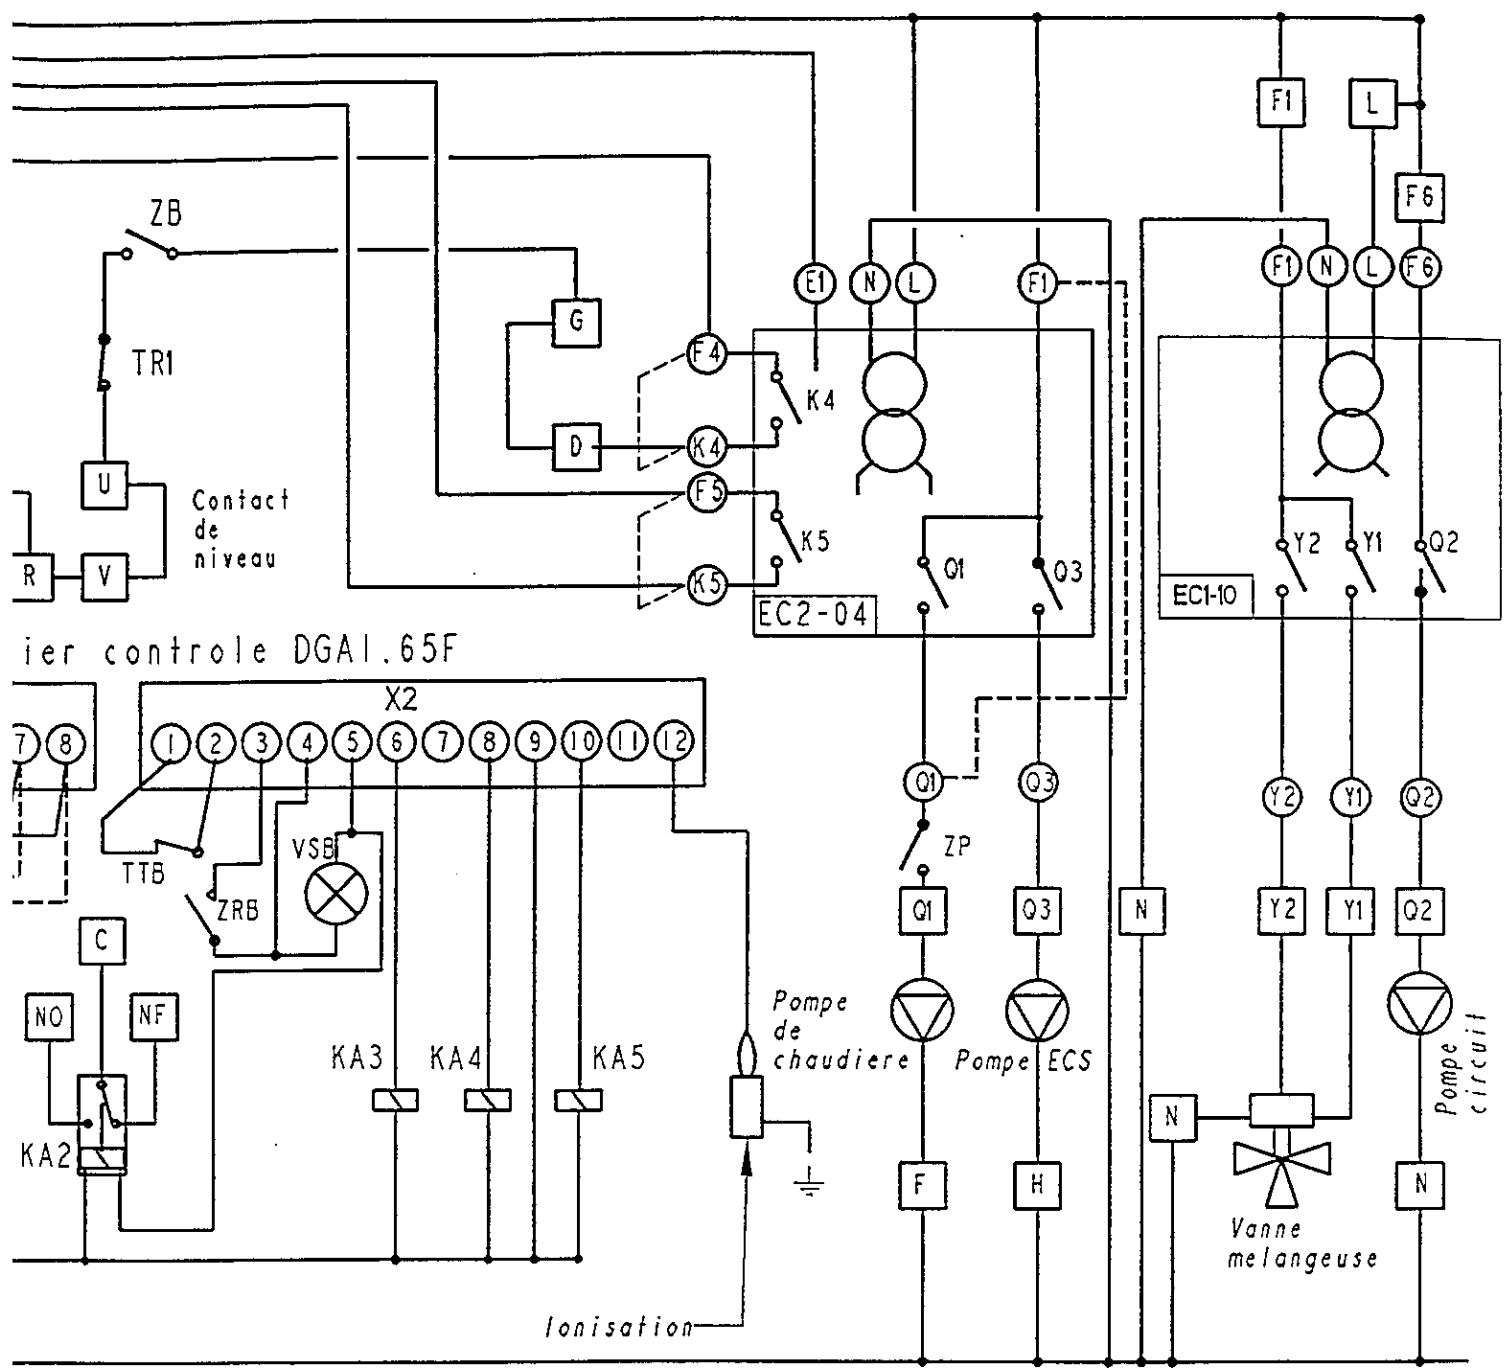 F1
L
F6
ZB
E1
N
L
F1
F1
N
L
F6
G
F4
TR1
K4
D
K4
U
F5
Contact
de
niveau
K5
Y2
Y1
Q2
R
V
K5
Q1
Q3
EC2-04
EC1-10
ier controle DGAI.65F
X2
7
8
1
2
3
4
5
6
7
8
9
10
11
12
Q1
Q3
Y2
Y1
Q2
TTB
VSB
ZP
ZRB
Q1
Q3
N
Y2
Y1
Q2
C
NO
NF
KA3
KA4
KA5
Pompe
de
chaudiere
Pompe ECS
Pompe
circuit
N
KA2
F
H
N
Vanne
melangeuse
Ionisation